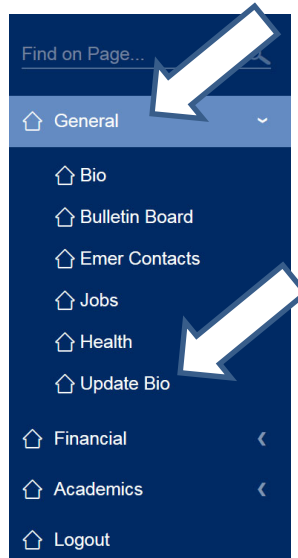 Find on Page...
General
Bio
Bulletin Board
Emer Contacts
Jobs
Health
Update Bio
Financial
Academics
Logout